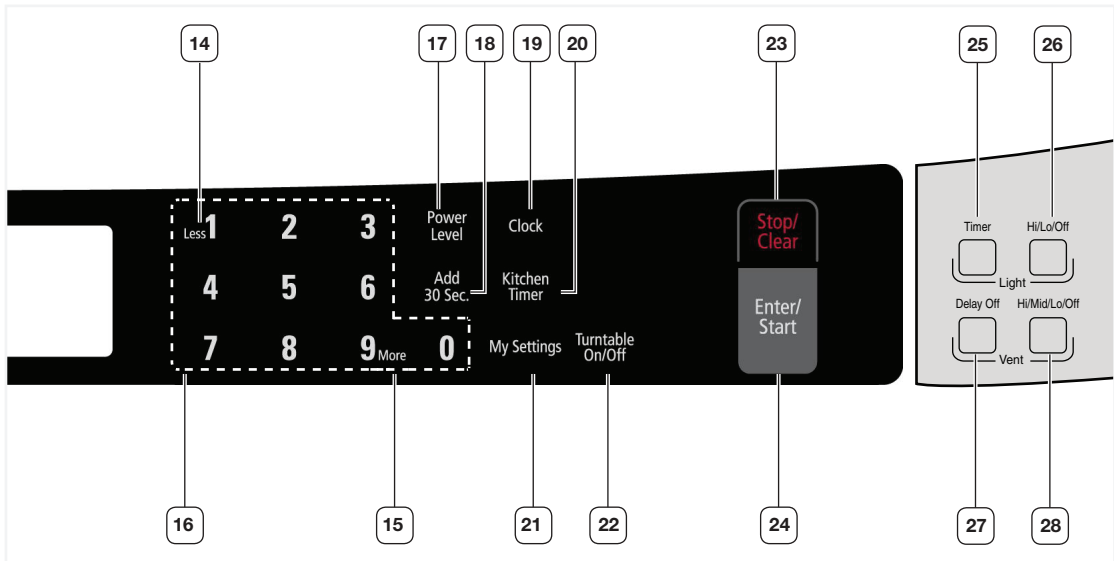 14
17
18
19
20
23
25
26
Less 1 2 3
Power
Level
Clock
Stop/
Clear
Timer
Hi/Lo/Off
Light
4 5 6
Add
30 Sec.
Kitchen
Timer
Enter/
Start
Delay Off
Hi/Mid/Lo/Off
Vent
7 8 9 More 0
My Settings
Turntable
On/Off
16
15
21
22
24
27
28